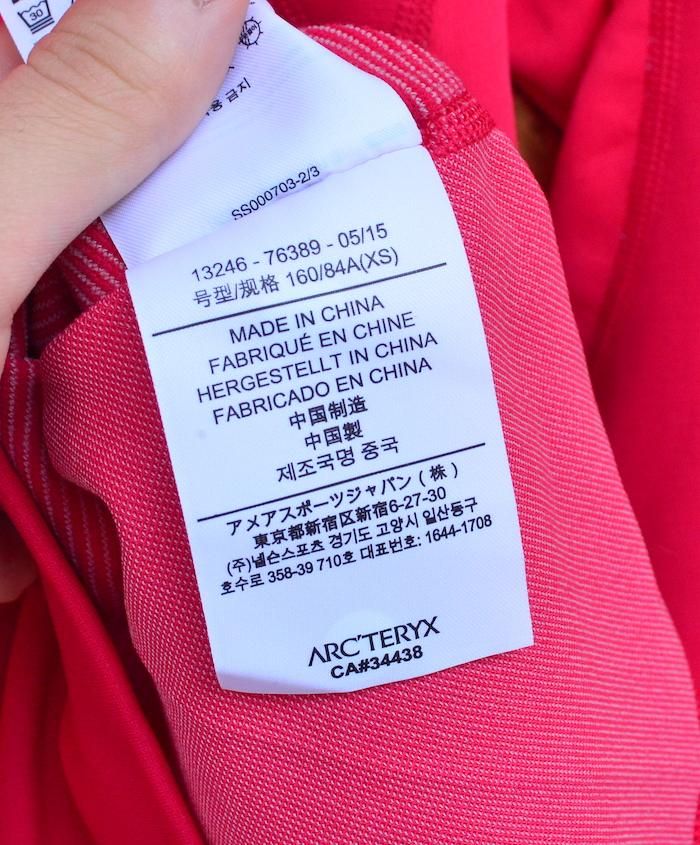 30
용 금지
SS000703-2/3
13246 - 76389 - 05/15
号型/规格 160/84A(XS)
MADE IN CHINA
FABRIQUÉ EN CHINE
HERGESTELLT IN CHINA
FABRICADO EN CHINA
中国制造
中国製
제조국명 중국
アメアスポーツジャパン ( 株 )
東京都新宿区新宿6-27-30
(주)넬슨스포츠 경기도 고양시 일산동구
호수로 358-39 710호 대표번호: 1644-1708
ARC'TERYX
CA#34438